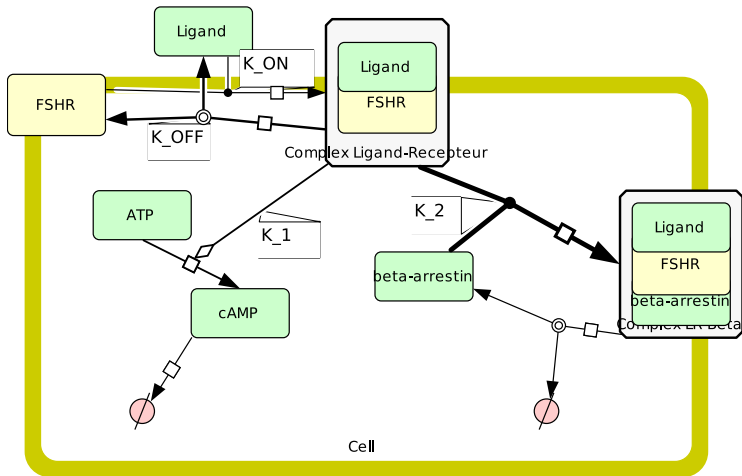 Ligand
K_ON
Ligand
FSHR
FSHR
K_OFF
Complex Ligand-Recepteur
ATP
K_1
K_2
Ligand
FSHR
beta-arrestin
beta-arrestin
cAMP
Complex LR-Beta
Cell